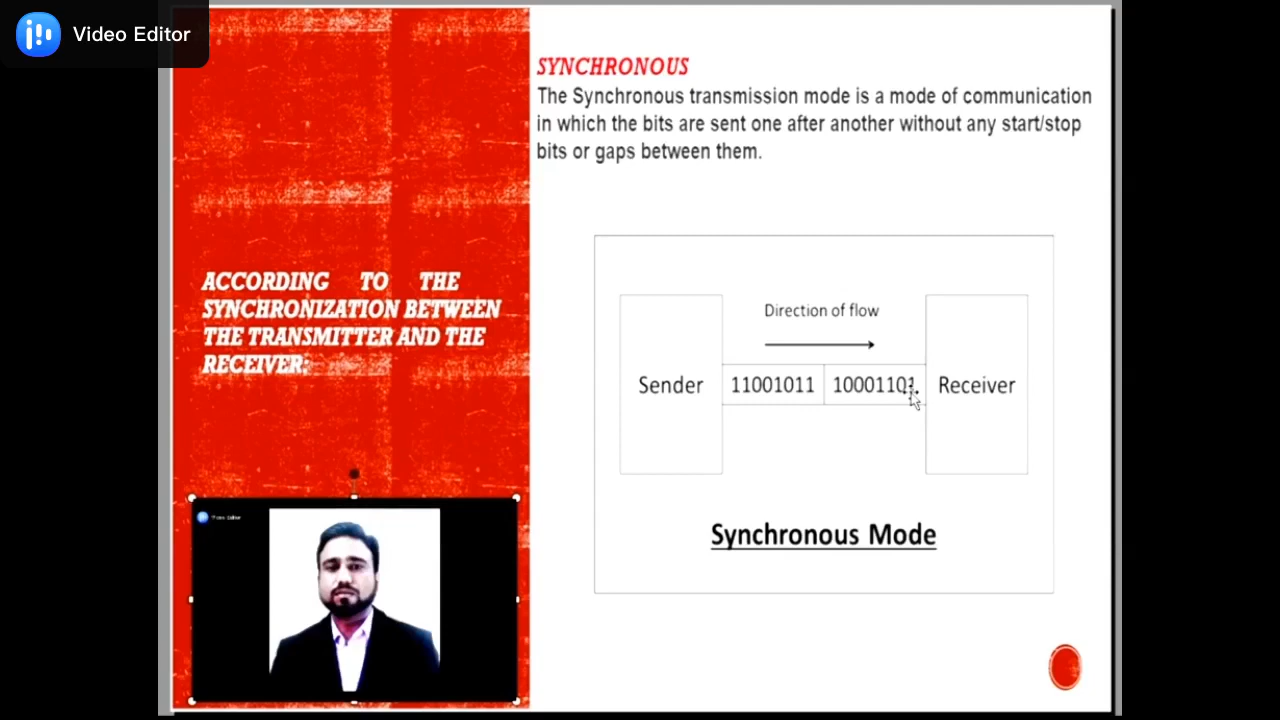 Video Editor
SYNCHRONOUS
The Synchronous transmission mode is a mode of communication
in which the bits are sent one after another without any start/stop
bits or gaps between them.
ACCORDING TO THE
SYNCHRONIZATION BETWEEN
THE TRANSMITTER AND THE
RECEIVER:
Direction of flow
Sender
11001011
10001101
Receiver
Synchronous Mode
Video Editor